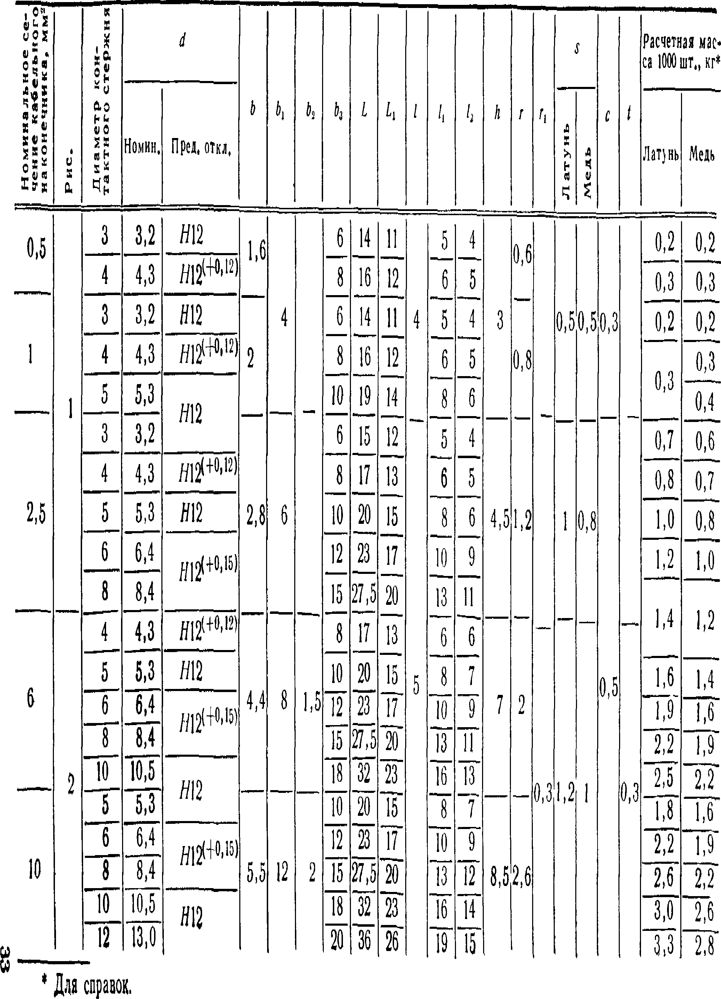 Номинальное се-
чение кабельного
наконечника, мм²
Рис.
Диаметр кон-
тактного стержня
d
Номин.
Пред. откл.
b
b₁
b₂
b₃
L
L₁
l
l₁
l₂
h
r
r₁
s
Латунь
Медь
c
t
Расчетная мас-
са 1000 шт., кг*
Латунь
Медь
0,5 3 3,2 H12 1,6 6 14 11 5 4 0,6 0,2 0,2
4 4,3 H12(+0,12) 8 16 12 6 5 0,3 0,3
3 3,2 H12 4 6 14 11 4 5 4 3 0,5 0,5 0,3 0,2 0,2
1 4 4,3 H12(+0,12) 2 8 16 12 6 5 0,8 0,3 0,3
1 5 5,3 H12 10 19 14 8 6 0,4
— — —
3 3,2 6 15 12 5 4 0,7 0,6
4 4,3 H12(+0,12) 8 17 13 6 5 0,8 0,7
2,5 5 5,3 H12 2,8 6 10 20 15 8 6 4,5 1,2 1 0,8 1,0 0,8
6 6,4 H12(+0,15) 12 23 17 10 9 1,2 1,0
8 8,4 15 27,5 20 13 11 1,4 1,2
4 4,3 H12(+0,12) 8 17 13 6 6
5 5,3 H12 10 20 15 5 8 7 0,5 1,6 1,4
6 6 6,4 H12(+0,15) 4,4 8 1,5 12 23 17 10 9 7 2 1,9 1,6
8 8,4 15 27,5 20 13 11 2,2 1,9
2 10 10,5 H12 18 32 23 16 13 0,3 1,2 1 0,3 2,5 2,2
5 5,3 10 20 15 8 7 1,8 1,6
6 6,4 H12(+0,15) 12 23 17 10 9 2,2 1,9
10 8 8,4 5,5 12 2 15 27,5 20 13 12 8,5 2,6 2,6 2,2
10 10,5 H12 18 32 23 16 14 3,0 2,6
12 13,0 20 36 26 19 15 3,3 2,8
* Для справок.
33